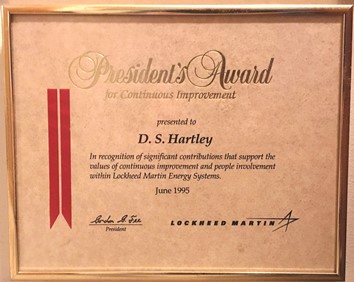 President's Award
for Continuous Improvement
presented to
D. S. Hartley
In recognition of significant contributions that support the
values of continuous improvement and people involvement
within Lockheed Martin Energy Systems.
June 1995
President
LOCKHEED MARTIN